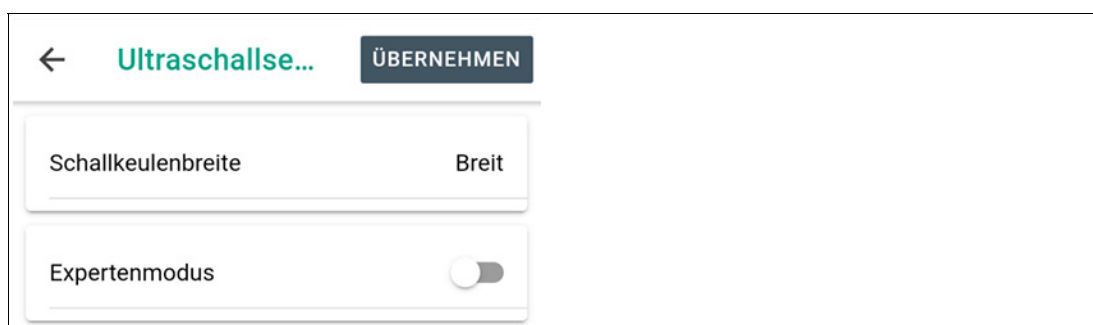 Ultraschallse... ÜBERNEHMEN
Schallkeulenbreite Breit
Expertenmodus